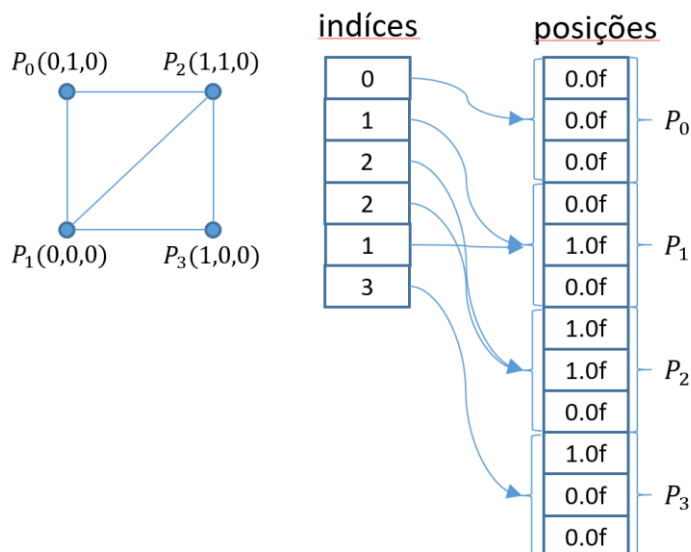 indíces posições
P₀(0,1,0) P₂(1,1,0)
P₁(0,0,0) P₃(1,0,0)
0
1
2
2
1
3
0.0f
0.0f
0.0f
P₀
0.0f
1.0f
0.0f
P₁
1.0f
1.0f
0.0f
P₂
1.0f
0.0f
0.0f
P₃